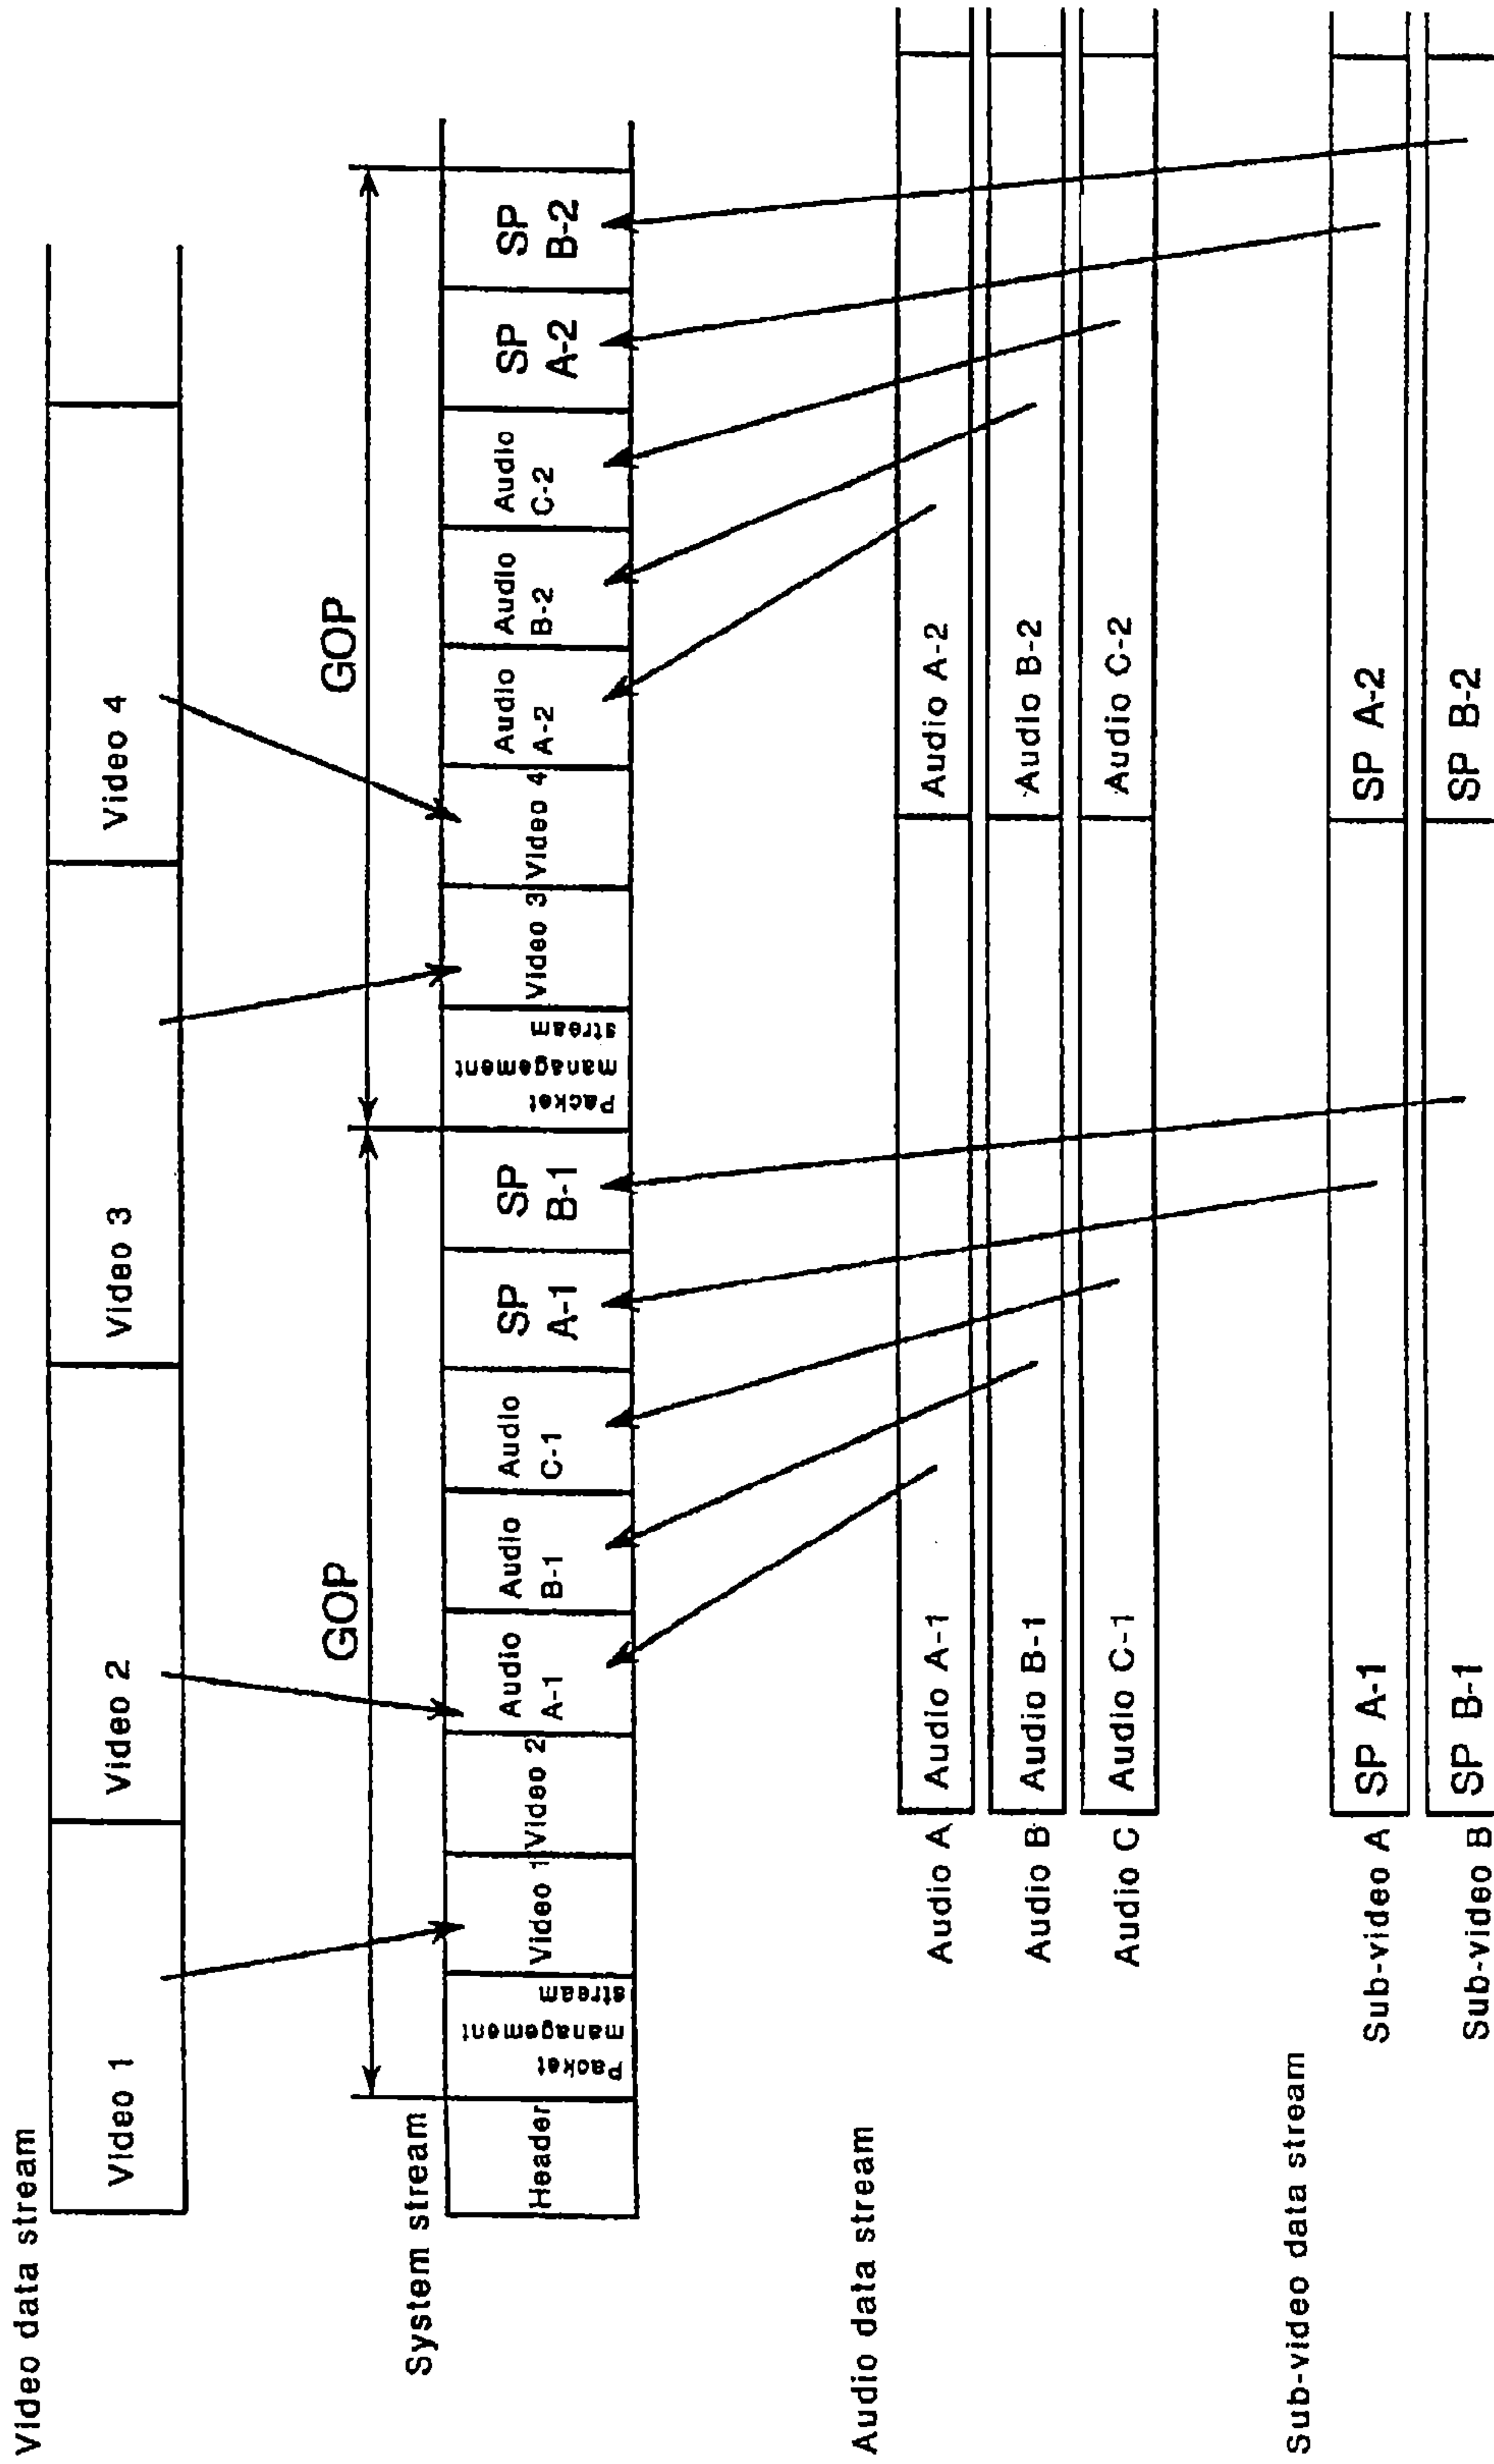 Video data stream
Video 1
Video 2
Video 3
Video 4
GOP
GOP
System stream
Header
Packet
management
stream
Video 1
Video 2
Audio
A-1
Audio
B-1
Audio
C-1
SP
A-1
SP
B-1
Packet
management
stream
Video 3
Video 4
Audio
A-2
Audio
B-2
Audio
C-2
SP
A-2
SP
B-2
Audio data stream
Audio A
Audio A-1
Audio A-2
Audio B
Audio B-1
Audio B-2
Audio C
Audio C-1
Audio C-2
Sub-video data stream
Sub-video A
SP A-1
SP A-2
Sub-video B
SP B-1
SP B-2